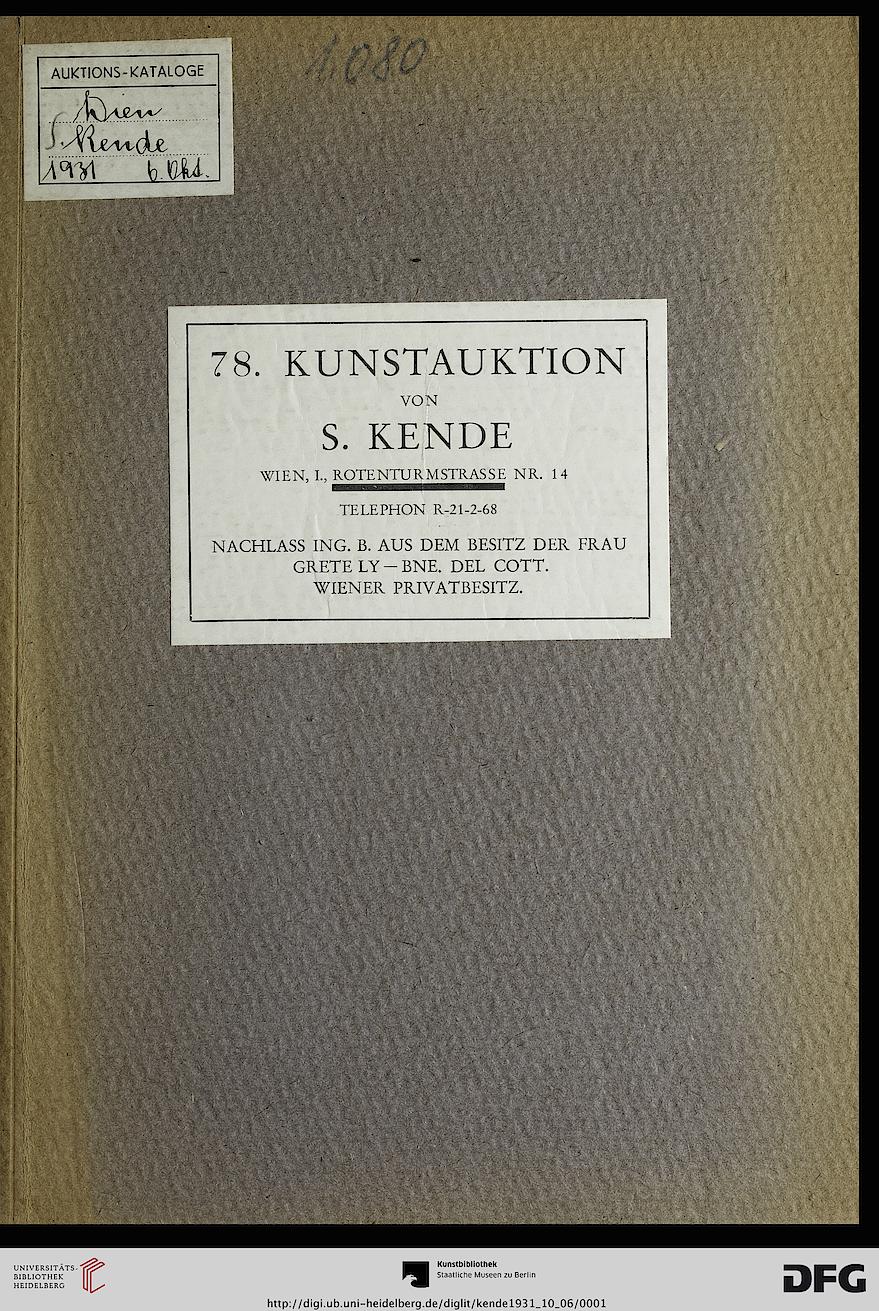 1.080
AUKTIONS-KATALOGE
Wien
S. Kende
1931 6. Okt.
78. KUNSTAUKTION
VON
S. KENDE
WIEN, I., ROTENTURMSTRASSE NR. 14
TELEPHON R-21-2-68
NACHLASS ING. B. AUS DEM BESITZ DER FRAU
GRETE LY — BNE. DEL COTT.
WIENER PRIVATBESITZ.
UNIVERSITÄTS-
BIBLIOTHEK
HEIDELBERG
Kunstbibliothek
Staatliche Museen zu Berlin
DFG
http://digi.ub.uni-heidelberg.de/diglit/kende1931_10_06/0001